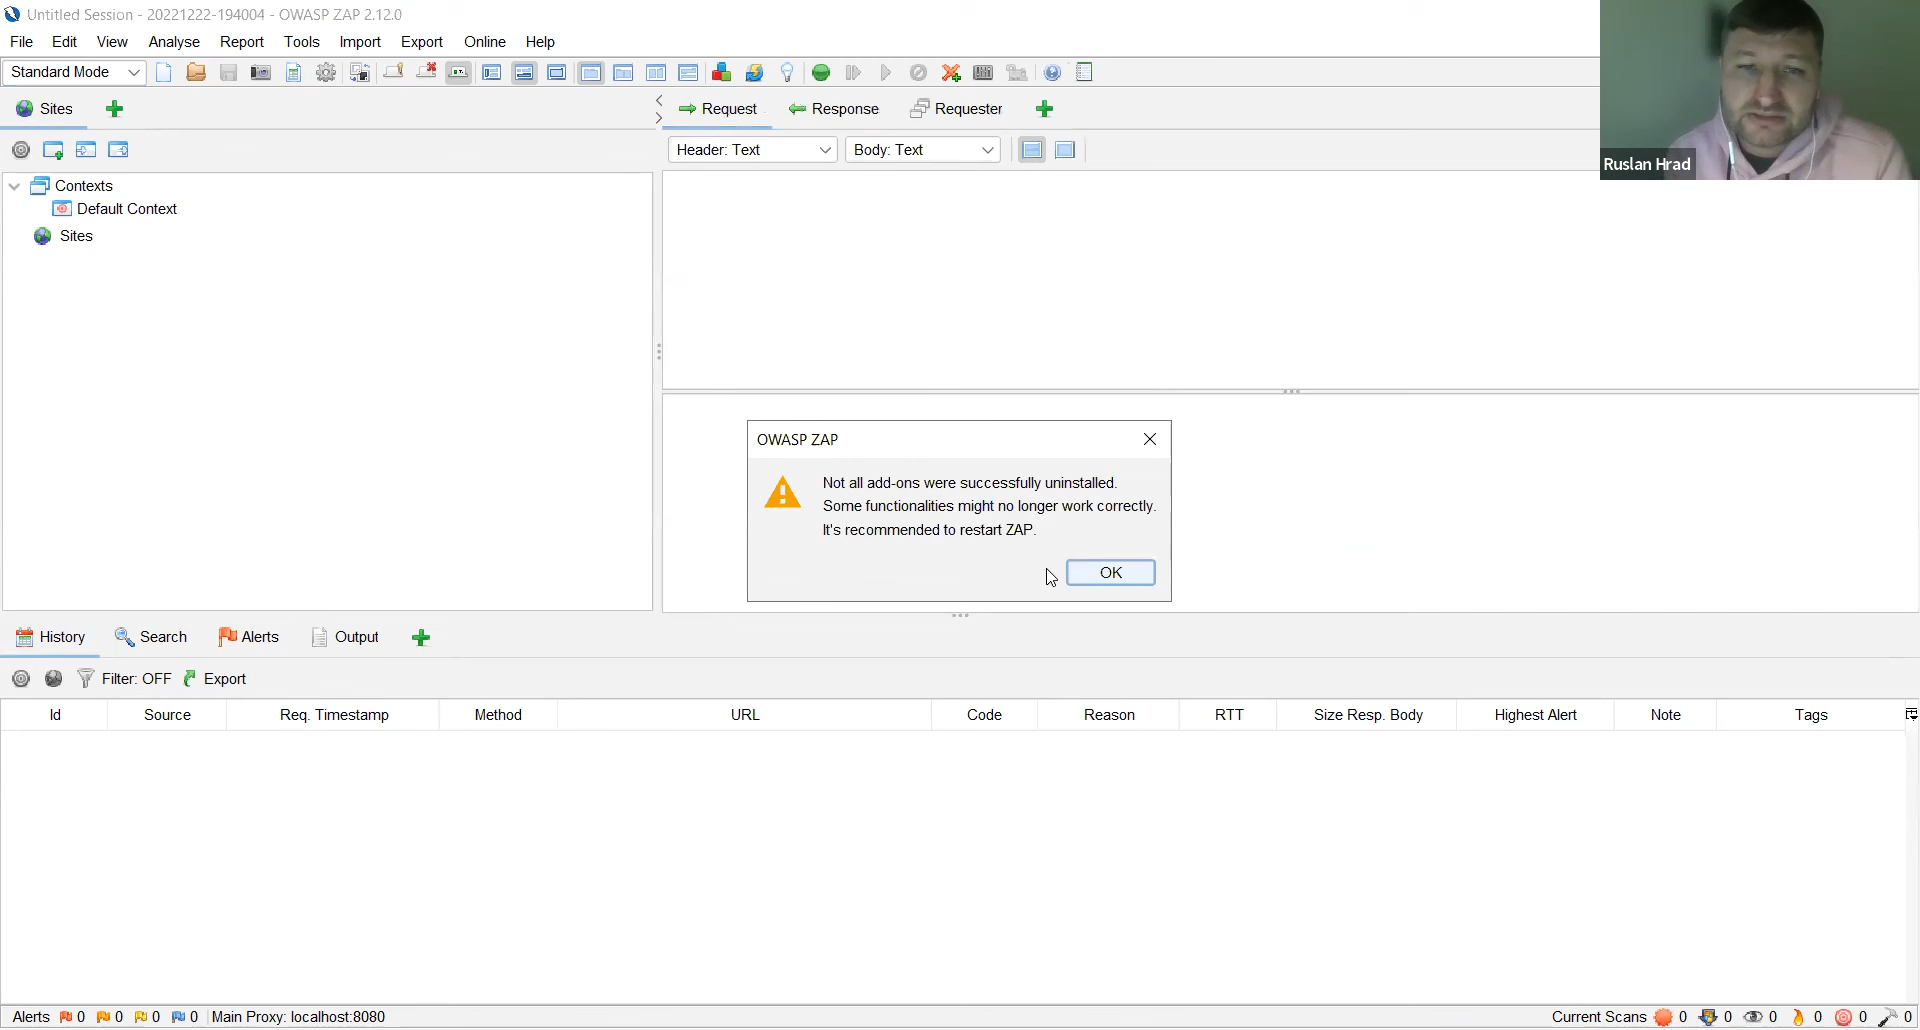 Untitled Session - 20221222-194004 - OWASP ZAP 2.12.0
File Edit View Analyse Report Tools Import Export Online Help
Standard Mode
Sites
Request Response Requester
Header: Text Body: Text
Ruslan Hrad
Contexts
Default Context
Sites
OWASP ZAP
Not all add-ons were successfully uninstalled.
Some functionalities might no longer work correctly.
It's recommended to restart ZAP.
OK
History Search Alerts Output
Filter: OFF Export
Id Source Req. Timestamp Method URL Code Reason RTT Size Resp. Body Highest Alert Note Tags
Alerts 0 0 0 0 Main Proxy: localhost:8080 Current Scans 0 0 0 0 0 0